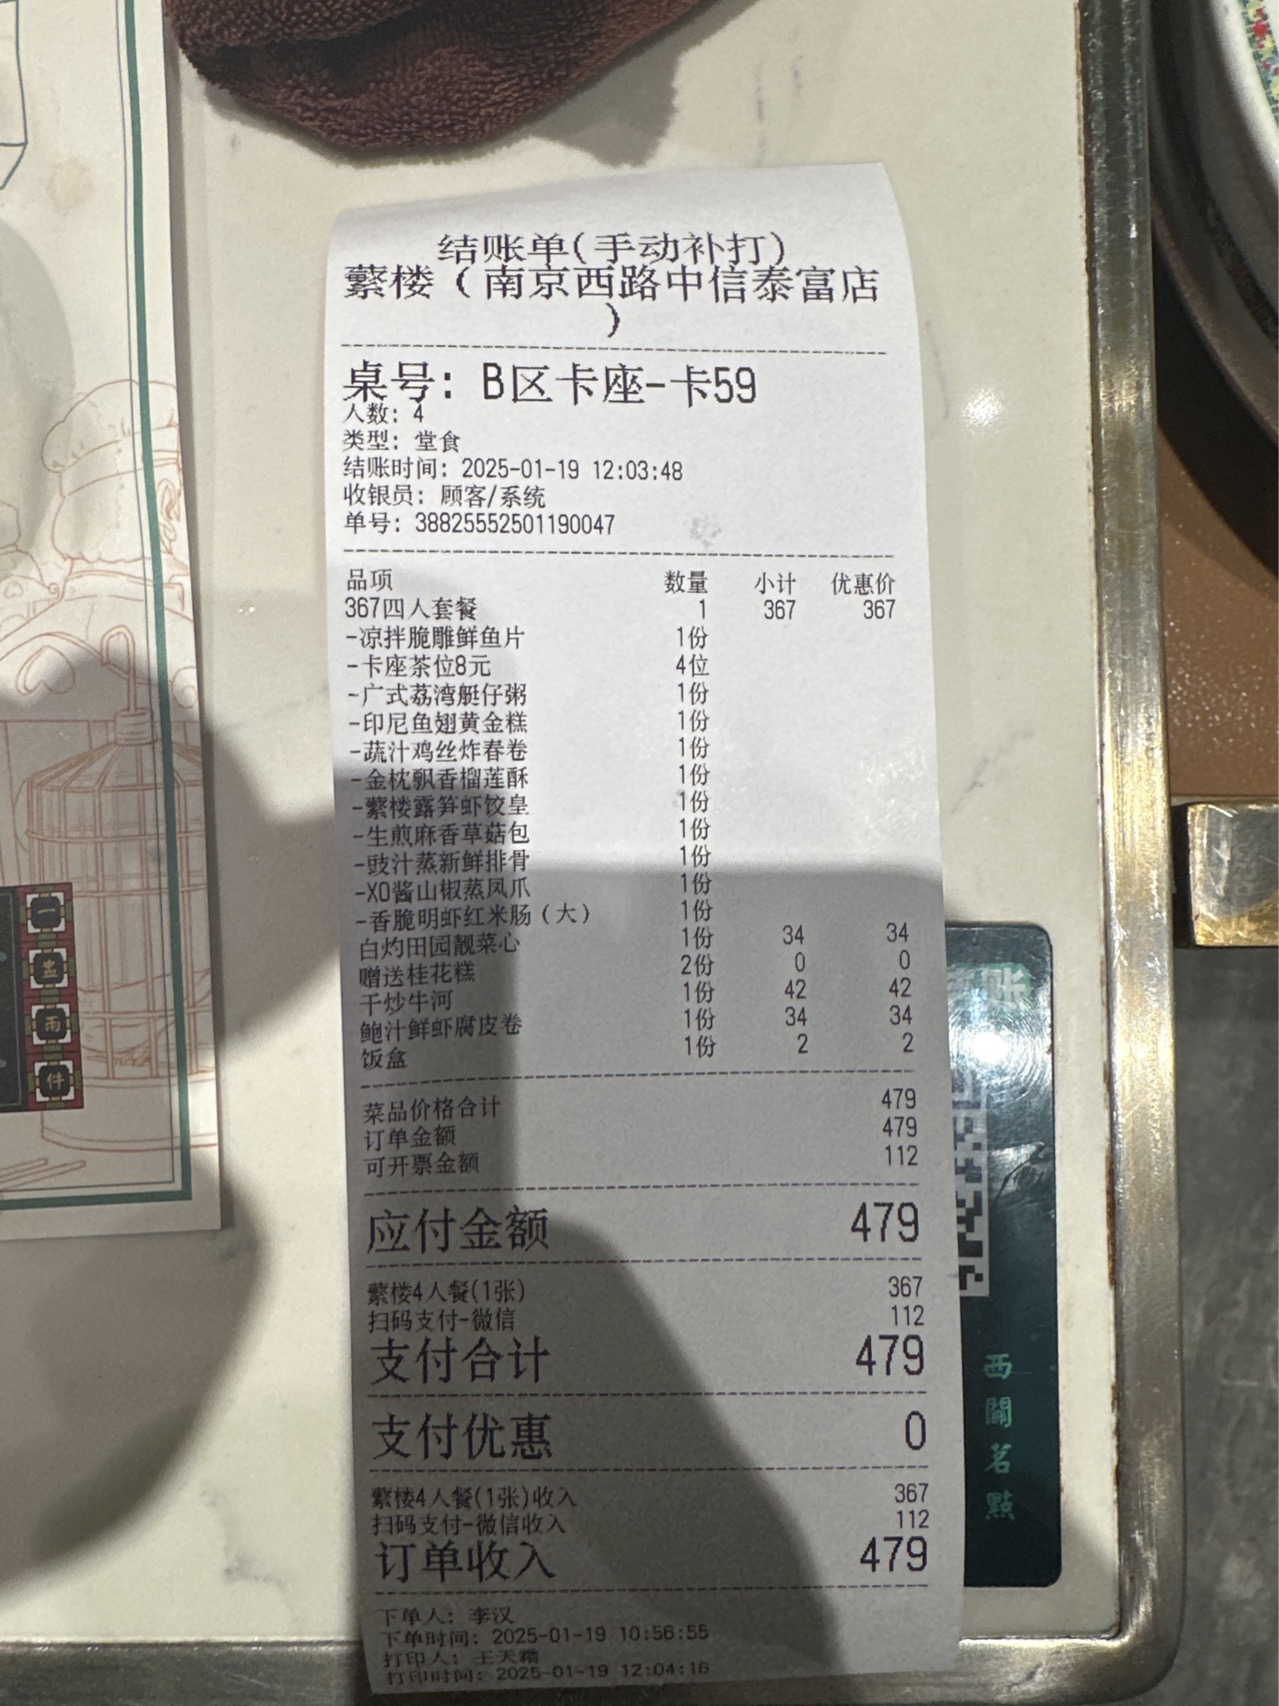 结账单(手动补打)
蘩楼（南京西路中信泰富店
）
桌号: B区卡座-卡59
人数: 4
类型: 堂食
结账时间: 2025-01-19 12:03:48
收银员: 顾客/系统
单号: 38825552501190047
品项 数量 小计 优惠价
367四人套餐 1 367 367
-凉拌脆雕鲜鱼片 1份
-卡座茶位8元 4位
-广式荔湾艇仔粥 1份
-印尼鱼翅黄金糕 1份
-蔬汁鸡丝炸春卷 1份
-金枕飘香榴莲酥 1份
-蘩楼露笋虾饺皇 1份
-生煎麻香草菇包 1份
-豉汁蒸新鲜排骨 1份
-XO酱山椒蒸凤爪 1份
-香脆明虾红米肠（大） 1份
白灼田园靓菜心 1份 34 34
赠送桂花糕 2份 0 0
干炒牛河 1份 42 42
鲍汁鲜虾腐皮卷 1份 34 34
饭盒 1份 2 2
菜品价格合计 479
订单金额 479
可开票金额 112
应付金额 479
蘩楼4人餐(1张) 367
扫码支付-微信 112
支付合计 479
支付优惠 0
蘩楼4人餐(1张)收入 367
扫码支付-微信收入 112
订单收入 479
下单人: 李汉
下单时间: 2025-01-19 10:56:55
打印人: 王天霜
打印时间: 2025-01-19 12:04:16
一
盅
两
件
账
西
關
茗
點